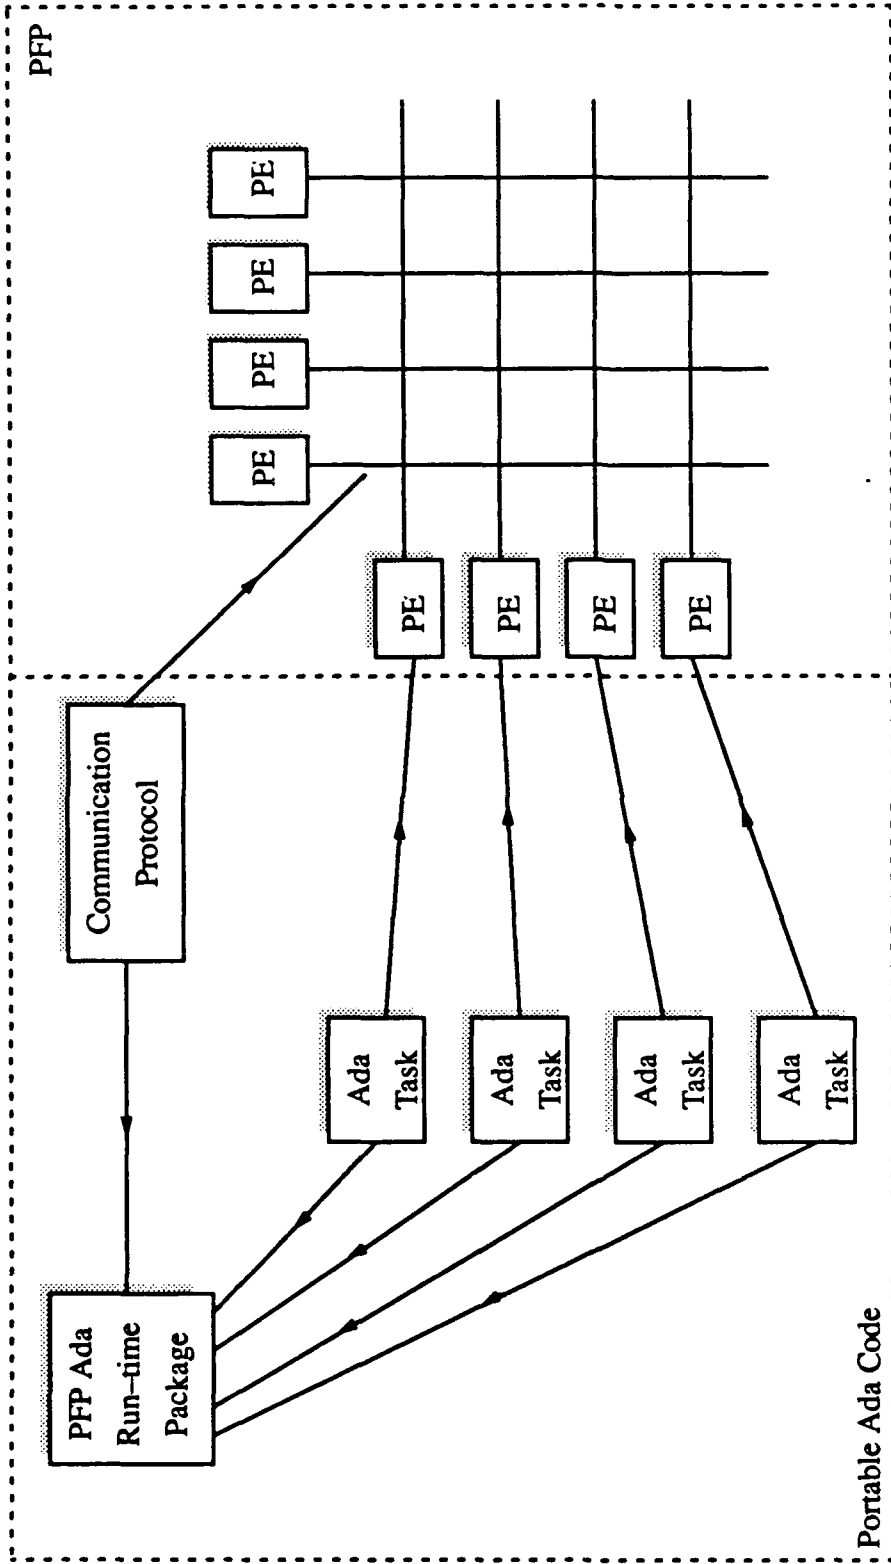 PFP
PE
PE
PE
PE
PE
PE
PE
PE
Communication
Protocol
Ada
Task
Ada
Task
Ada
Task
Ada
Task
PFP Ada
Run-time
Package
Portable Ada Code